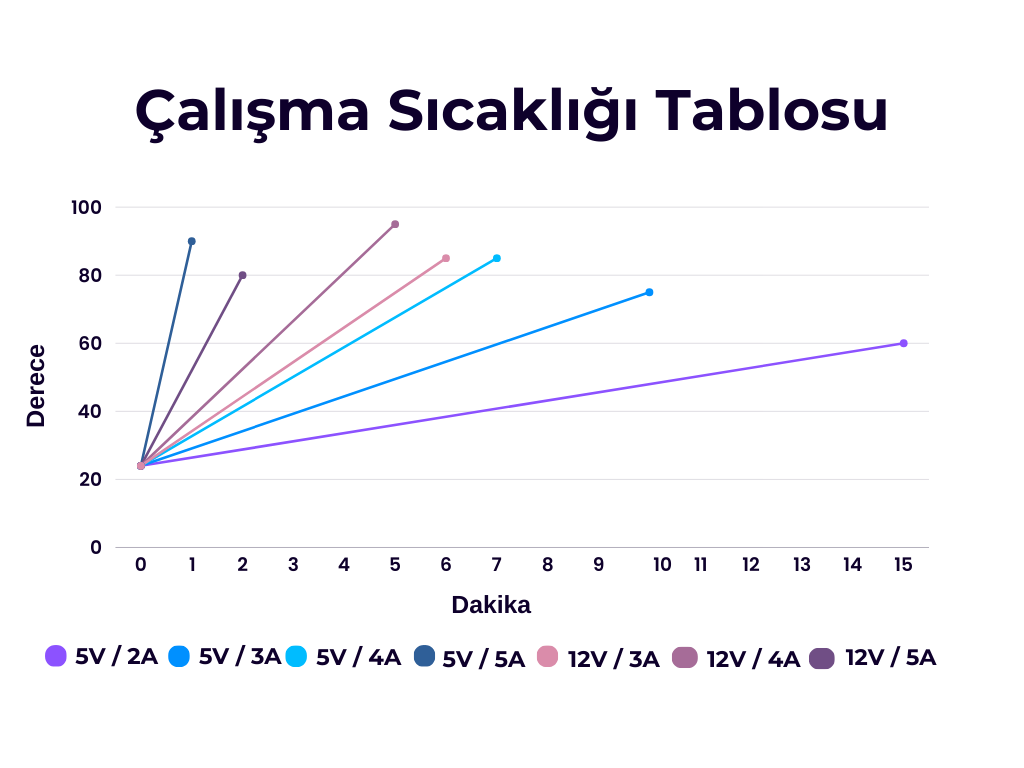 Çalışma Sıcaklığı Tablosu
100
80
60
40
20
0
Derece
0 1 2 3 4 5 6 7 8 9 10 11 12 13 14 15
Dakika
5V / 2A 5V / 3A 5V / 4A 5V / 5A 12V / 3A 12V / 4A 12V / 5A